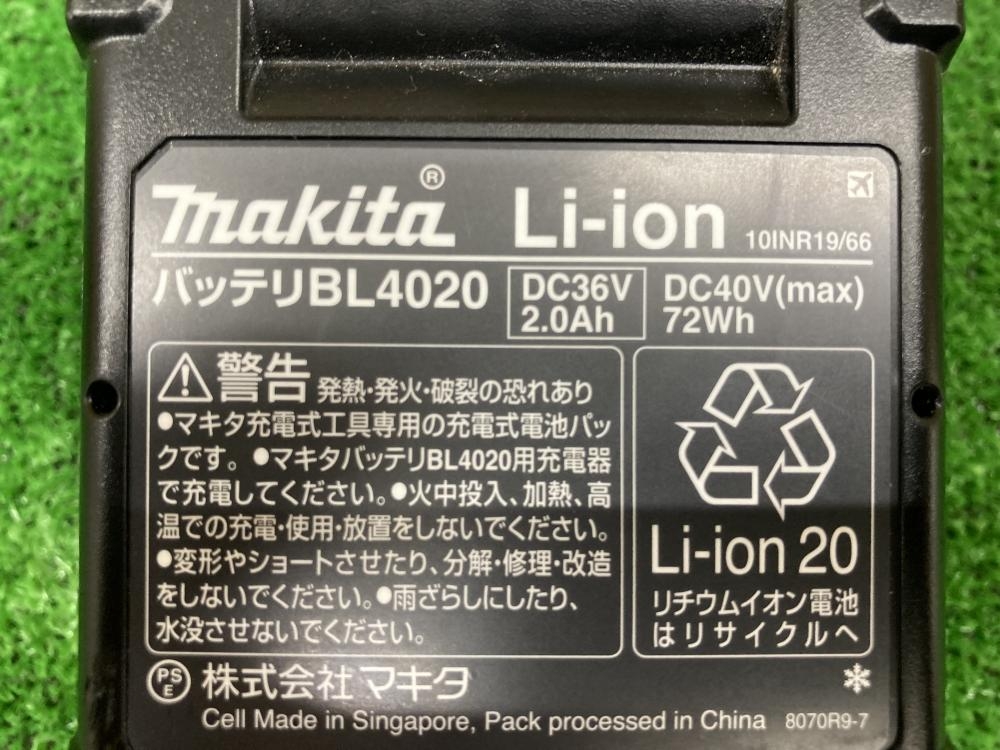 makita®
Li-ion
10INR19/66
バッテリBL4020
DC36V
2.0Ah
DC40V(max)
72Wh
警告 発熱・発火・破裂の恐れあり
●マキタ充電式工具専用の充電式電池パッ
クです。●マキタバッテリBL4020用充電器
で充電してください。●火中投入、加熱、高
温での充電・使用・放置をしないでください。
●変形やショートさせたり、分解・修理・改造
をしないでください。●雨ざらしにしたり、
水没させないでください。
Li-ion 20
リチウムイオン電池
はリサイクルへ
PS
E
株式会社 マキタ
Cell Made in Singapore, Pack processed in China 8070R9-7